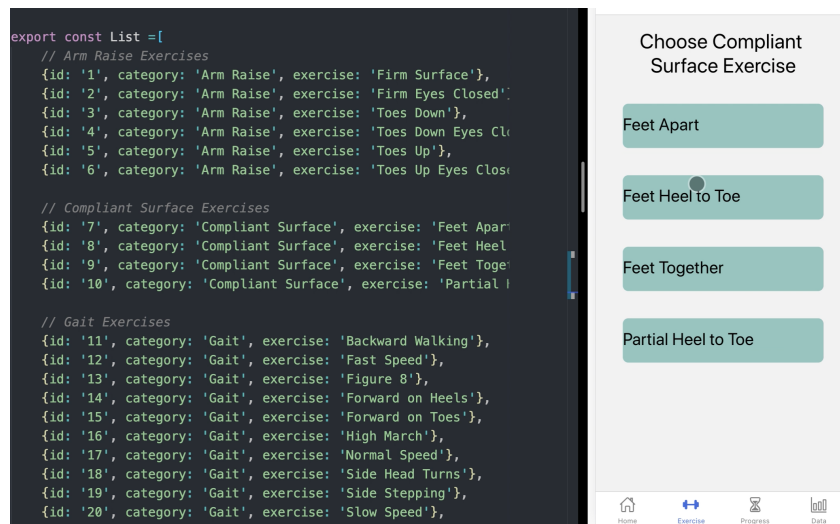 export const List =[
// Arm Raise Exercises
{id: '1', category: 'Arm Raise', exercise: 'Firm Surface'},
{id: '2', category: 'Arm Raise', exercise: 'Firm Eyes Closed'}
{id: '3', category: 'Arm Raise', exercise: 'Toes Down'},
{id: '4', category: 'Arm Raise', exercise: 'Toes Down Eyes
{id: '5', category: 'Arm Raise', exercise: 'Toes Up'},
{id: '6', category: 'Arm Raise', exercise: 'Toes Up Eyes
// Compliant Surface Exercises
{id: '7', category: 'Compliant Surface', exercise: 'Feet
{id: '8', category: 'Compliant Surface', exercise: 'Feet Heel
{id: '9', category: 'Compliant Surface', exercise: 'Feet
{id: '10', category: 'Compliant Surface', exercise: 'Partial
// Gait Exercises
{id: '11', category: 'Gait', exercise: 'Backward Walking'},
{id: '12', category: 'Gait', exercise: 'Fast Speed'},
{id: '13', category: 'Gait', exercise: 'Figure 8'},
{id: '14', category: 'Gait', exercise: 'Forward on Heels'},
{id: '15', category: 'Gait', exercise: 'Forward on Toes'},
{id: '16', category: 'Gait', exercise: 'High March'},
{id: '17', category: 'Gait', exercise: 'Normal Speed'},
{id: '18', category: 'Gait', exercise: 'Side Head Turns'},
{id: '19', category: 'Gait', exercise: 'Side Stepping'},
{id: '20', category: 'Gait', exercise: 'Slow Speed'},
Choose Compliant
Surface Exercise
Feet Apart
Feet Heel to Toe
Feet Together
Partial Heel to Toe
Home Exercise Progress Data